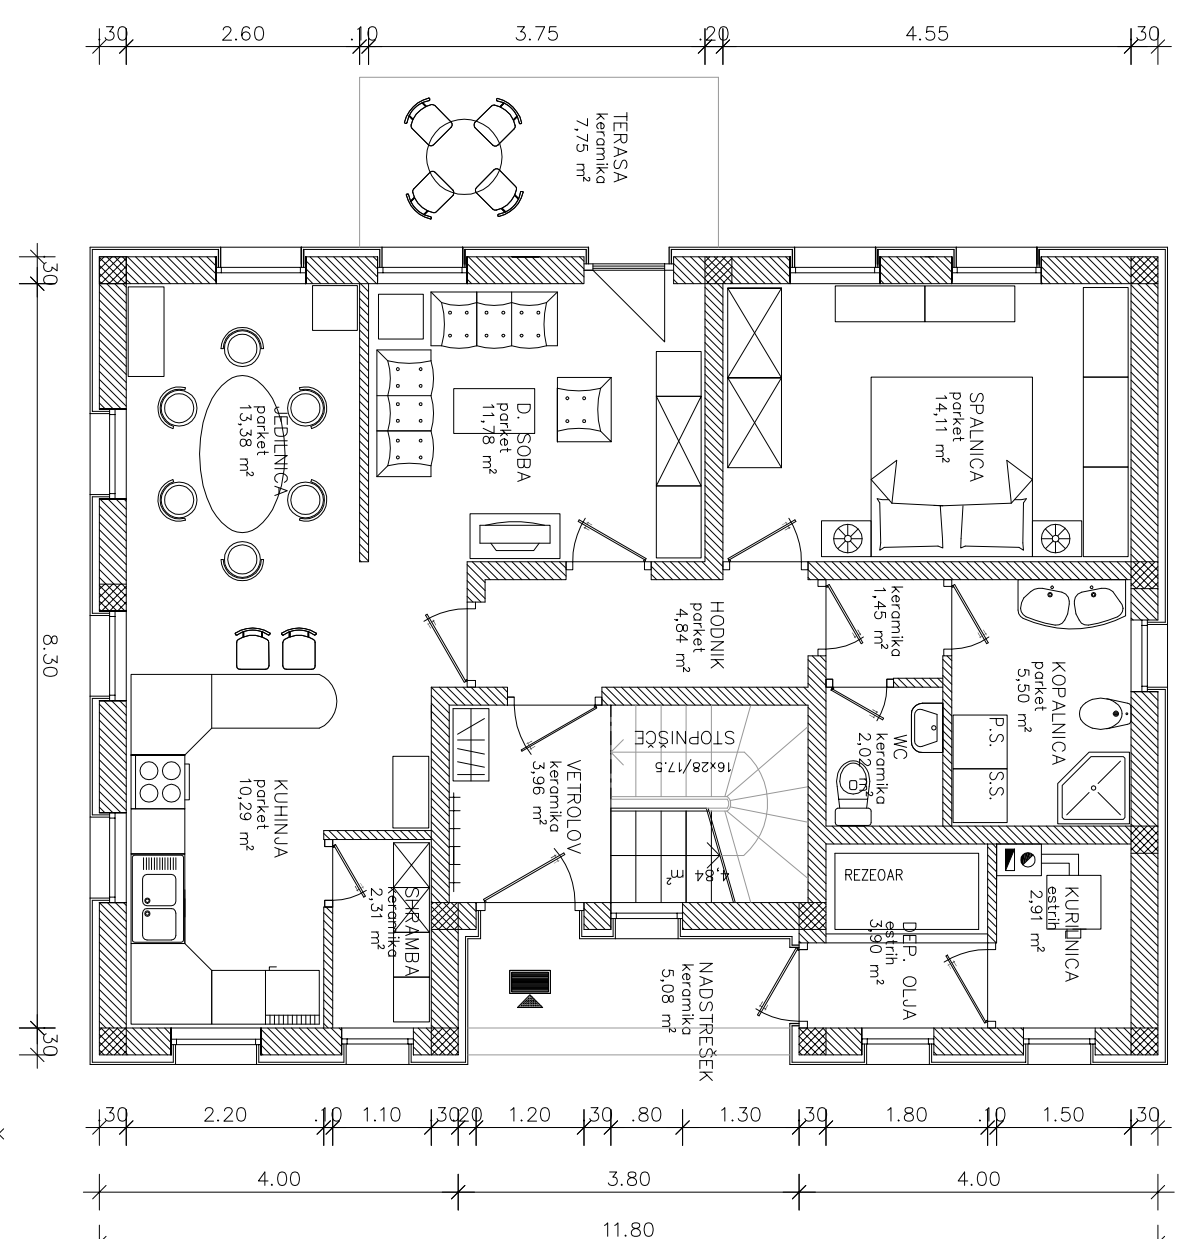 .30 2.60 .10 3.75 .20 4.55 .30
TERASA
keramika
7,75 m²
.30
8.30
.30
JEDILNICA
parket
13,38 m²
D. SOBA
parket
11,78 m²
SPALNICA
parket
14,11 m²
HODNIK
parket
4,84 m²
keramika
1,45 m²
KOPALNICA
parket
5,50 m²
P.S.
S.S.
WC
keramika
2,02 m²
STOPNIŠČE
16x28/17.5
4,84 m²
VETROLOV
keramika
3,96 m²
KUHINJA
parket
10,29 m²
SHRAMBA
keramika
2,31 m²
REZEOAR
DEP. OLJA
estrih
3,90 m²
KURILNICA
estrih
2,91 m²
NADSTREŠEK
keramika
5,08 m²
.30 2.20 .10 1.10 .30 .20 1.20 .30 .80 1.30 .30 1.80 .10 1.50 .30
4.00 3.80 4.00
11.80